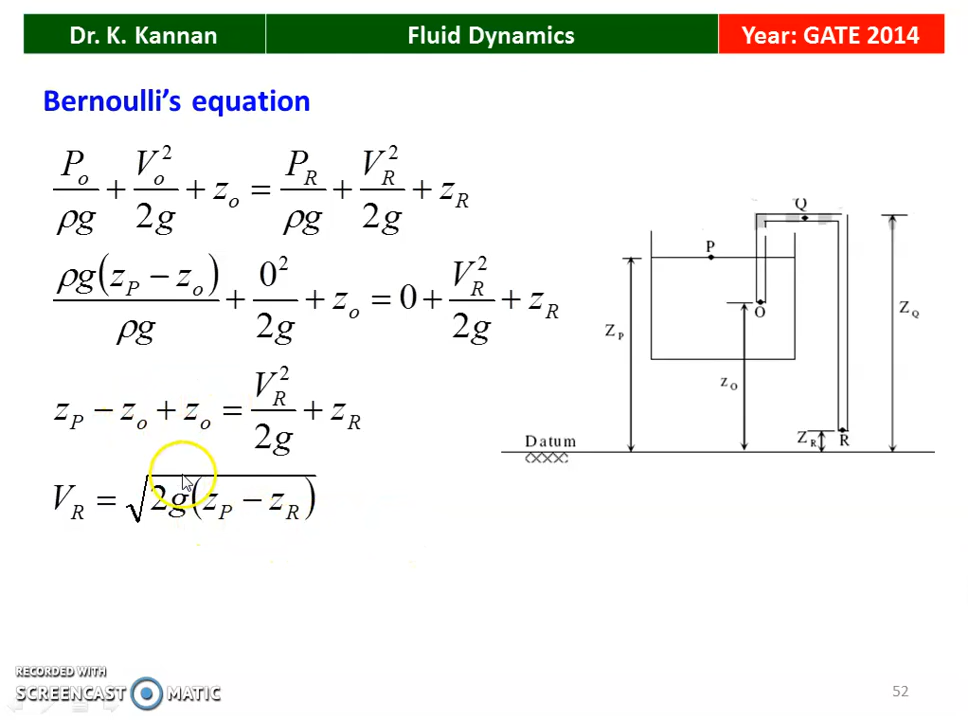 Dr. K. Kannan Fluid Dynamics Year: GATE 2014
Bernoulli's equation
P_o/ρg + V_o^2/2g + z_o = P_R/ρg + V_R^2/2g + z_R
ρg(z_P − z_o)/ρg + 0^2/2g + z_o = 0 + V_R^2/2g + z_R
z_P − z_o + z_o = V_R^2/2g + z_R
V_R = √2g(z_P − z_R)
Q
P
O
Z_P
Z_Q
z_O
Datum
Z_R
R
RECORDED WITH
SCREENCAST MATIC
52